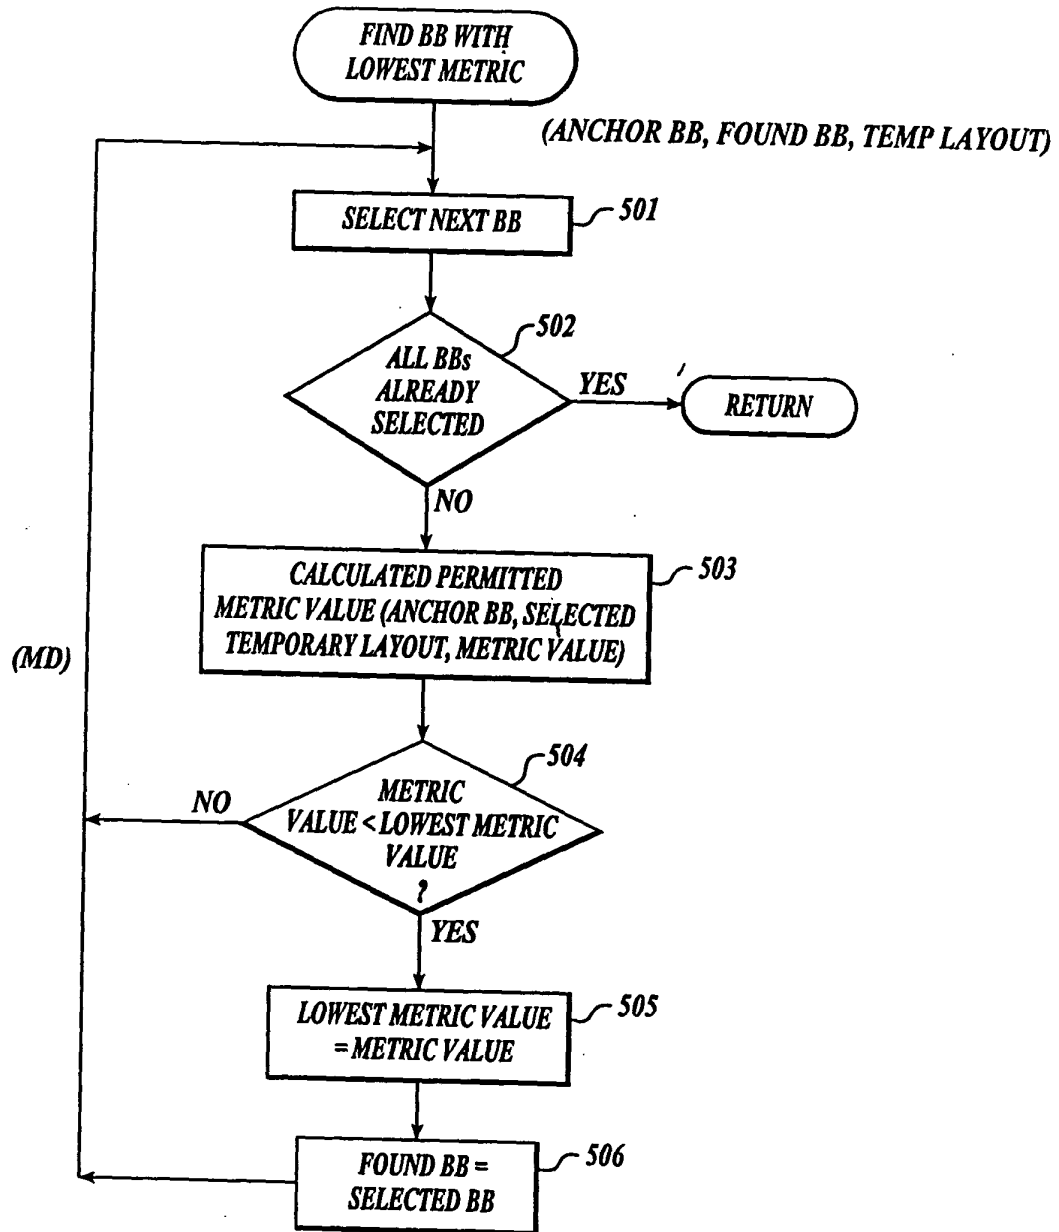 FIND BB WITH
LOWEST METRIC
(ANCHOR BB, FOUND BB, TEMP LAYOUT)
SELECT NEXT BB
501
502
ALL BBs
ALREADY
SELECTED
YES
RETURN
NO
503
CALCULATED PERMITTED
METRIC VALUE (ANCHOR BB, SELECTED
TEMPORARY LAYOUT, METRIC VALUE)
(MD)
504
METRIC
VALUE < LOWEST METRIC
VALUE
?
NO
YES
LOWEST METRIC VALUE
= METRIC VALUE
505
FOUND BB =
SELECTED BB
506